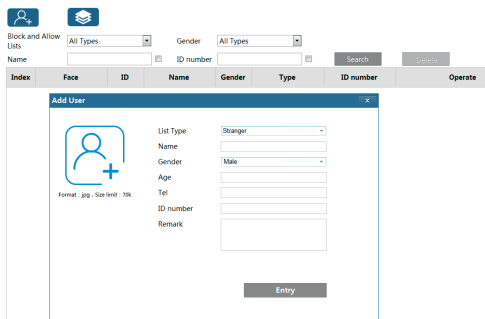 Block and Allow Lists All Types Gender All Types
Name ID number Search Delete
Index Face ID Name Gender Type ID number Operate
Add User x
List Type Stranger
Name
Gender Male
Age
Format : jpg , Size limit : 70k Tel
ID number
Remark
Entry